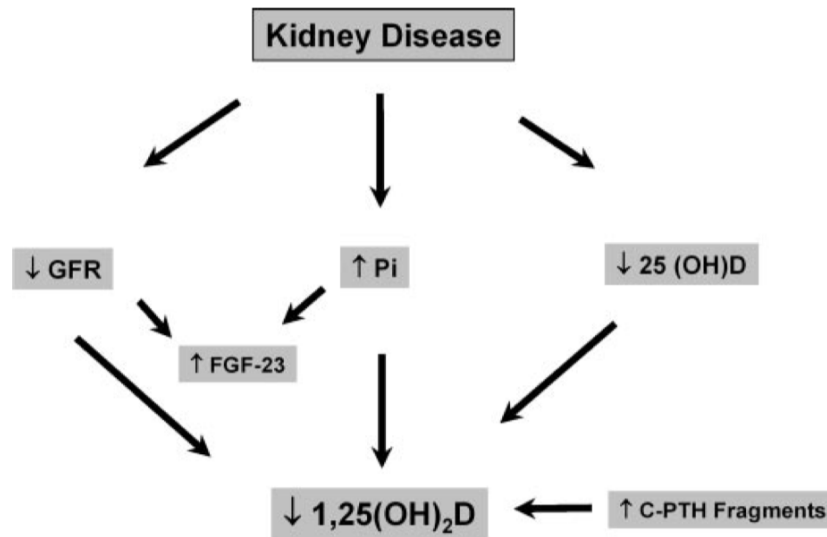 Kidney Disease
↓ GFR
↑ Pi
↓ 25 (OH)D
↑ FGF-23
↓ 1,25(OH)₂D
↑ C-PTH Fragments